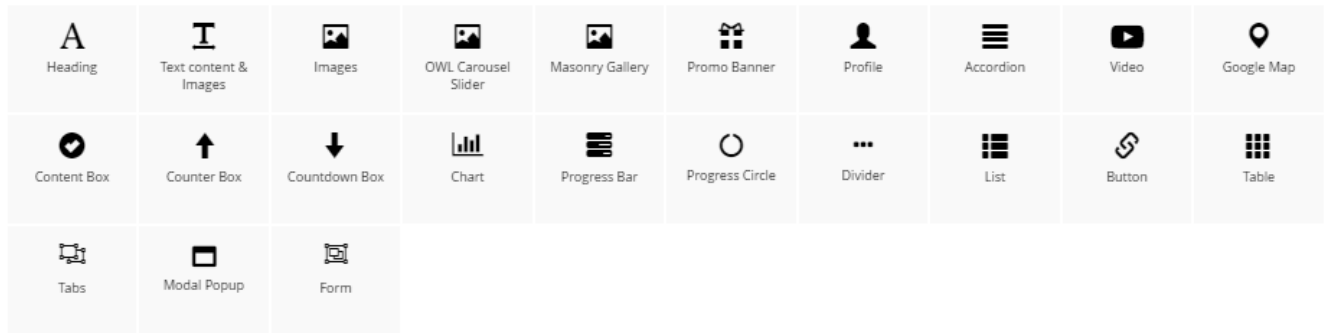 Heading
Text content &
Images
Images
OWL Carousel
Slider
Masonry Gallery
Promo Banner
Profile
Accordion
Video
Google Map
Content Box
Counter Box
Countdown Box
Chart
Progress Bar
Progress Circle
Divider
List
Button
Table
Tabs
Modal Popup
Form